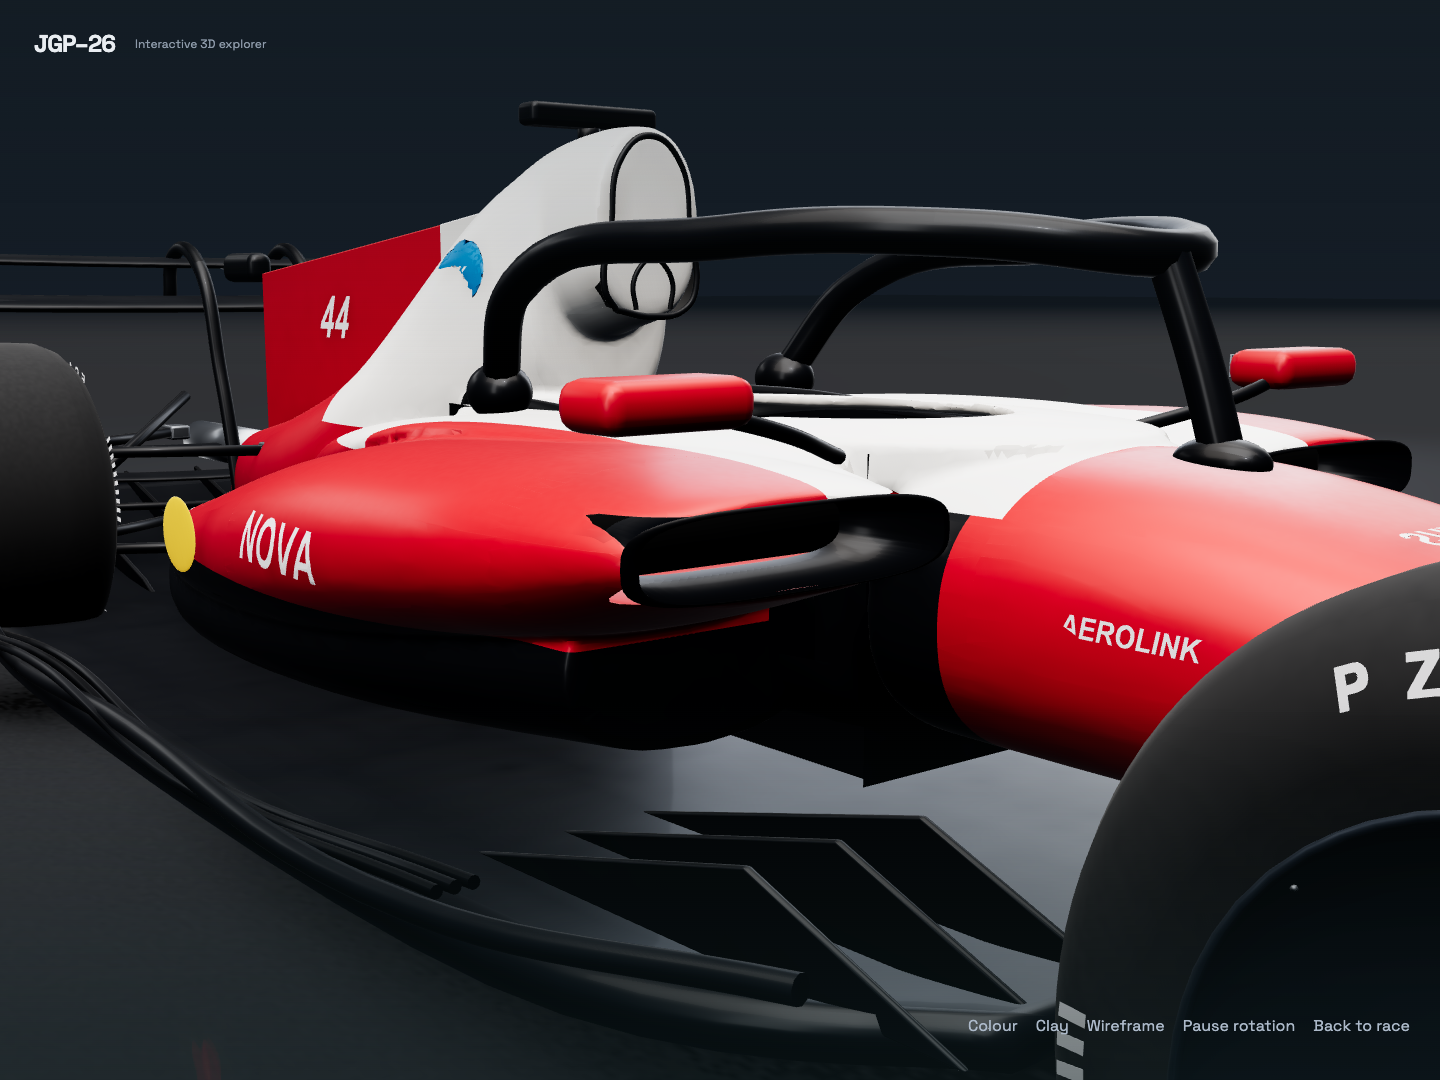 JGP-26 Interactive 3D explorer
44
NOVA
AEROLINK
P Z
Colour Clay Wireframe Pause rotation Back to race